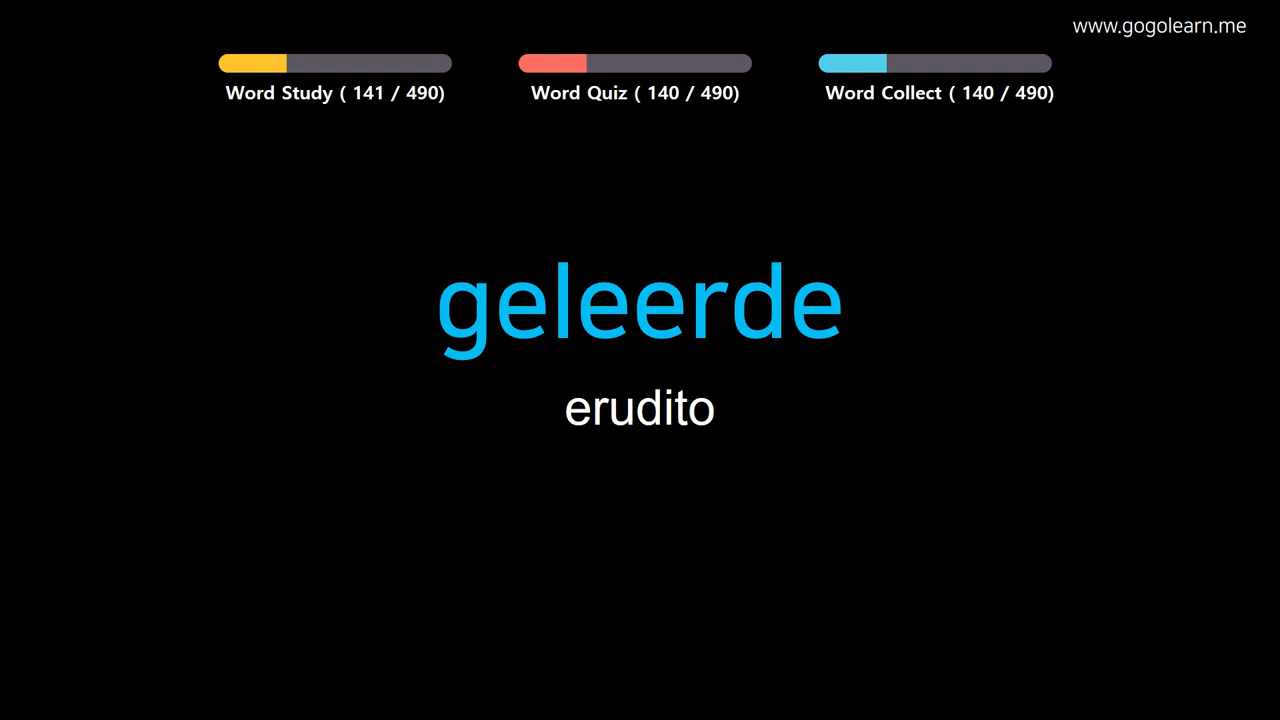 www.gogolearn.me
Word Study ( 141 / 490)
Word Quiz ( 140 / 490)
Word Collect ( 140 / 490)
geleerde
erudito